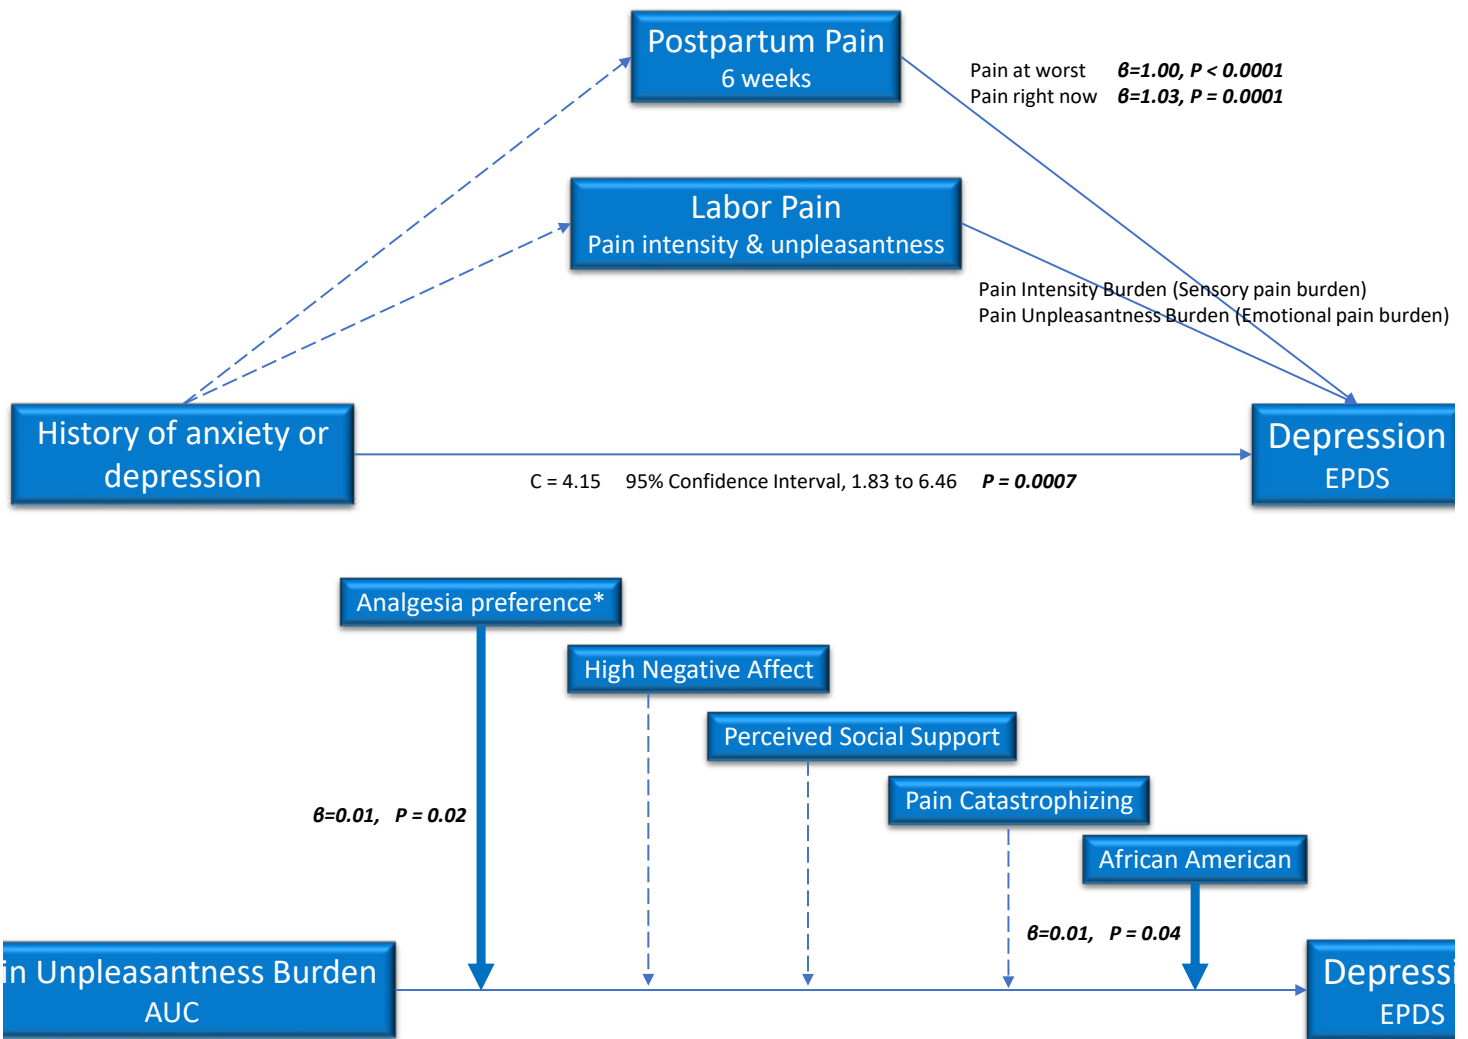 Postpartum Pain
6 weeks
Pain at worst β=1.00, P < 0.0001
Pain right now β=1.03, P = 0.0001
Labor Pain
Pain intensity & unpleasantness
Pain Intensity Burden (Sensory pain burden)
Pain Unpleasantness Burden (Emotional pain burden)
History of anxiety or
depression
Depression
EPDS
C = 4.15 95% Confidence Interval, 1.83 to 6.46 P = 0.0007
Analgesia preference*
High Negative Affect
Perceived Social Support
Pain Catastrophizing
African American
β=0.01, P = 0.02
β=0.01, P = 0.04
in Unpleasantness Burden
AUC
Depressi
EPDS